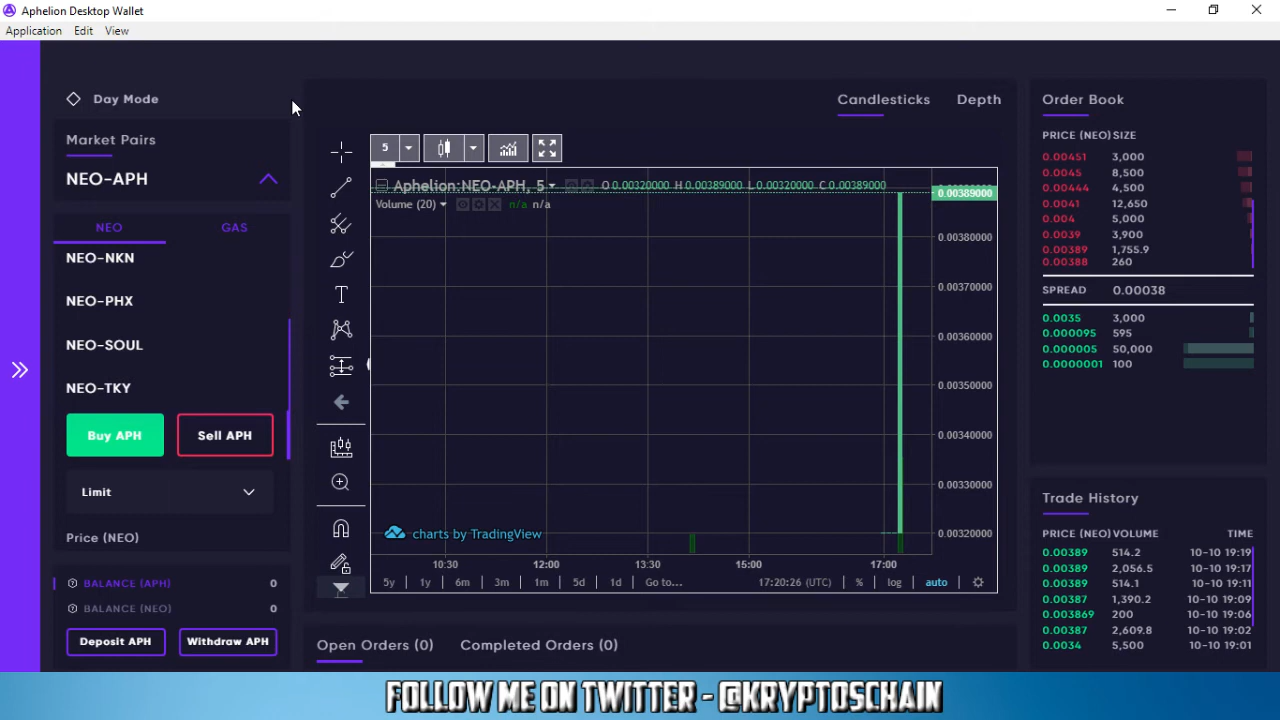 Aphelion Desktop Wallet
Application Edit View
Day Mode
Market Pairs
NEO-APH
NEO GAS
NEO-NKN
NEO-PHX
NEO-SOUL
NEO-TKY
Buy APH Sell APH
Limit
Price (NEO)
BALANCE (APH) 0
BALANCE (NEO) 0
Deposit APH Withdraw APH
Candlesticks Depth
5
Aphelion:NEO-APH, 5 O 0.00320000 H 0.00389000 L 0.00320000 C 0.00389000
Volume (20) n/a n/a
0.00389000
0.00380000
0.00370000
0.00360000
0.00350000
0.00340000
0.00330000
0.00320000
charts by TradingView
10:30 12:00 13:30 15:00 17:00
5y 1y 6m 3m 1m 5d 1d Go to... 17:20:26 (UTC) % log auto
Open Orders (0) Completed Orders (0)
Order Book
PRICE (NEO) SIZE
0.00451 3,000
0.0045 8,500
0.00444 4,500
0.0041 12,650
0.004 5,000
0.0039 3,900
0.00389 1,755.9
0.00388 260
SPREAD 0.00038
0.0035 3,000
0.000095 595
0.000005 50,000
0.0000001 100
Trade History
PRICE (NEO) VOLUME TIME
0.00389 514.2 10-10 19:19
0.00389 2,056.5 10-10 19:17
0.00389 514.1 10-10 19:11
0.00387 1,390.2 10-10 19:09
0.003869 200 10-10 19:06
0.00387 2,609.8 10-10 19:02
0.0034 5,500 10-10 19:01
FOLLOW ME ON TWITTER - @KRYPTOSCHAIN